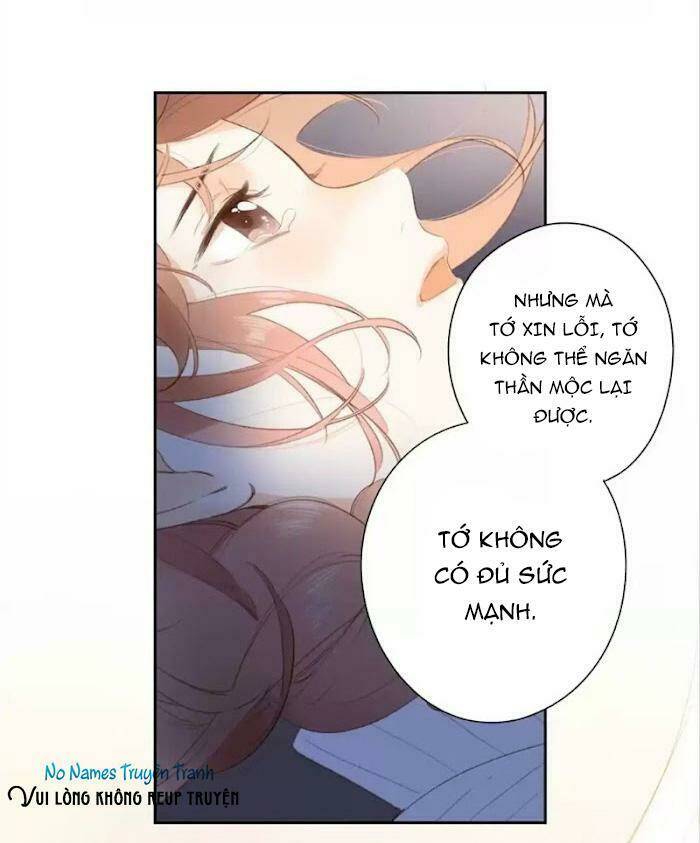 NHƯNG MÀ
TỚ XIN LỖI, TỚ
KHÔNG THỂ NGĂN
THẦN MỘC LẠI
ĐƯỢC.
TỚ KHÔNG
CÓ ĐỦ SỨC
MẠNH.
No Names Truyện Tranh
VUI LÒNG KHÔNG REUP TRUYỆN